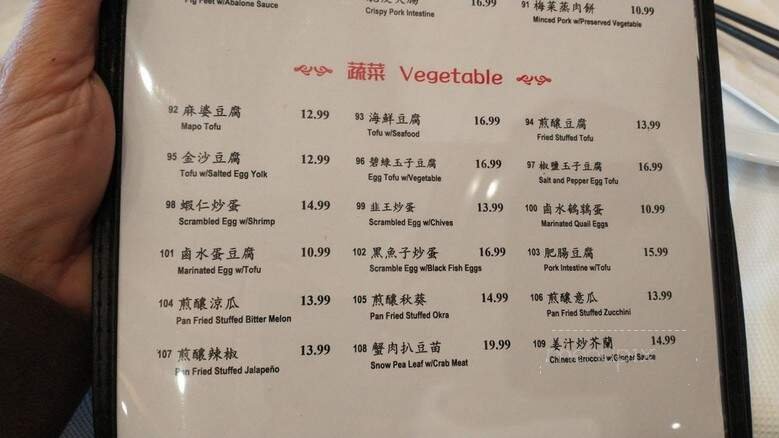 Pig Feet w/Abalone Sauce
16.99
Crispy Pork Intestine
91 梅菜蒸肉餅 10.99
Minced Pork w/Preserved Vegetable
蔬菜 Vegetable
92 麻婆豆腐 12.99
Mapo Tofu
93 海鮮豆腐 16.99
Tofu w/Seafood
94 煎釀豆腐 13.99
Fried Stuffed Tofu
95 金沙豆腐 12.99
Tofu w/Salted Egg Yolk
96 碧綠玉子豆腐 16.99
Egg Tofu w/Vegetable
97 椒鹽玉子豆腐 16.99
Salt and Pepper Egg Tofu
98 蝦仁炒蛋 14.99
Scrambled Egg w/Shrimp
99 韭王炒蛋 13.99
Scrambled Egg w/Chives
100 鹵水鵪鶉蛋 10.99
Marinated Quail Eggs
101 鹵水蛋豆腐 10.99
Marinated Egg w/Tofu
102 黑魚子炒蛋 16.99
Scramble Egg w/Black Fish Eggs
103 肥腸豆腐 15.99
Pork Intestine w/Tofu
104 煎釀涼瓜 13.99
Pan Fried Stuffed Bitter Melon
105 煎釀秋葵 14.99
Pan Fried Stuffed Okra
106 煎釀意瓜 13.99
Pan Fried Stuffed Zucchini
107 煎釀辣椒 13.99
Pan Fried Stuffed Jalapeño
108 蟹肉扒豆苗 19.99
Snow Pea Leaf w/Crab Meat
109 姜汁炒芥蘭 14.99
Chinese Broccoli w/Ginger Sauce